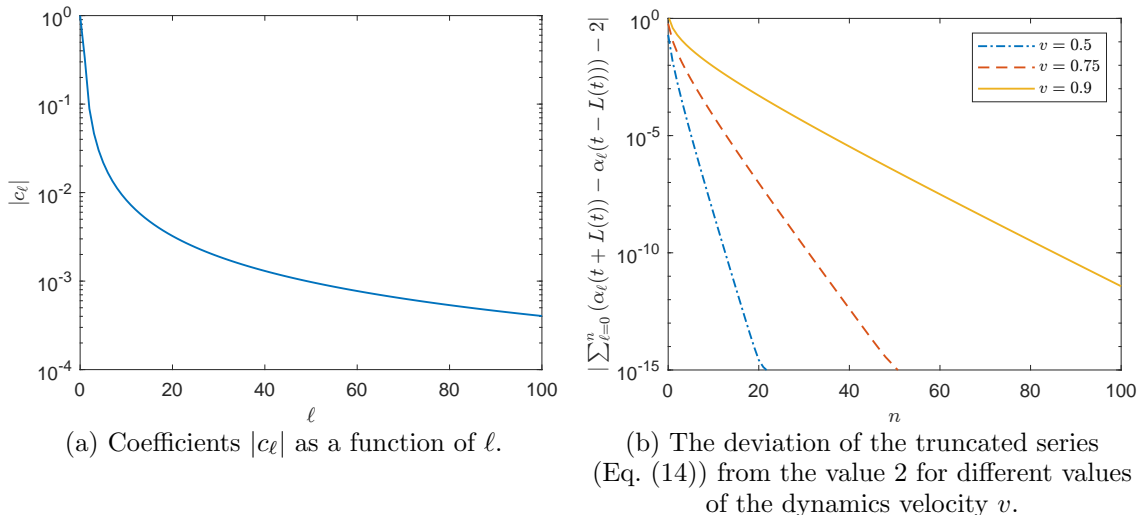 10^0
10^-1
10^-2
10^-3
10^-4
|c_ℓ|
0 20 40 60 80 100
ℓ
(a) Coefficients |c_ℓ| as a function of ℓ.
|∑_{ℓ=0}^n (α_ℓ(t + L(t)) − α_ℓ(t − L(t))) − 2|
10^0
10^-5
10^-10
10^-15
v = 0.5
v = 0.75
v = 0.9
0 20 40 60 80 100
n
(b) The deviation of the truncated series
(Eq. (14)) from the value 2 for different values
of the dynamics velocity v.